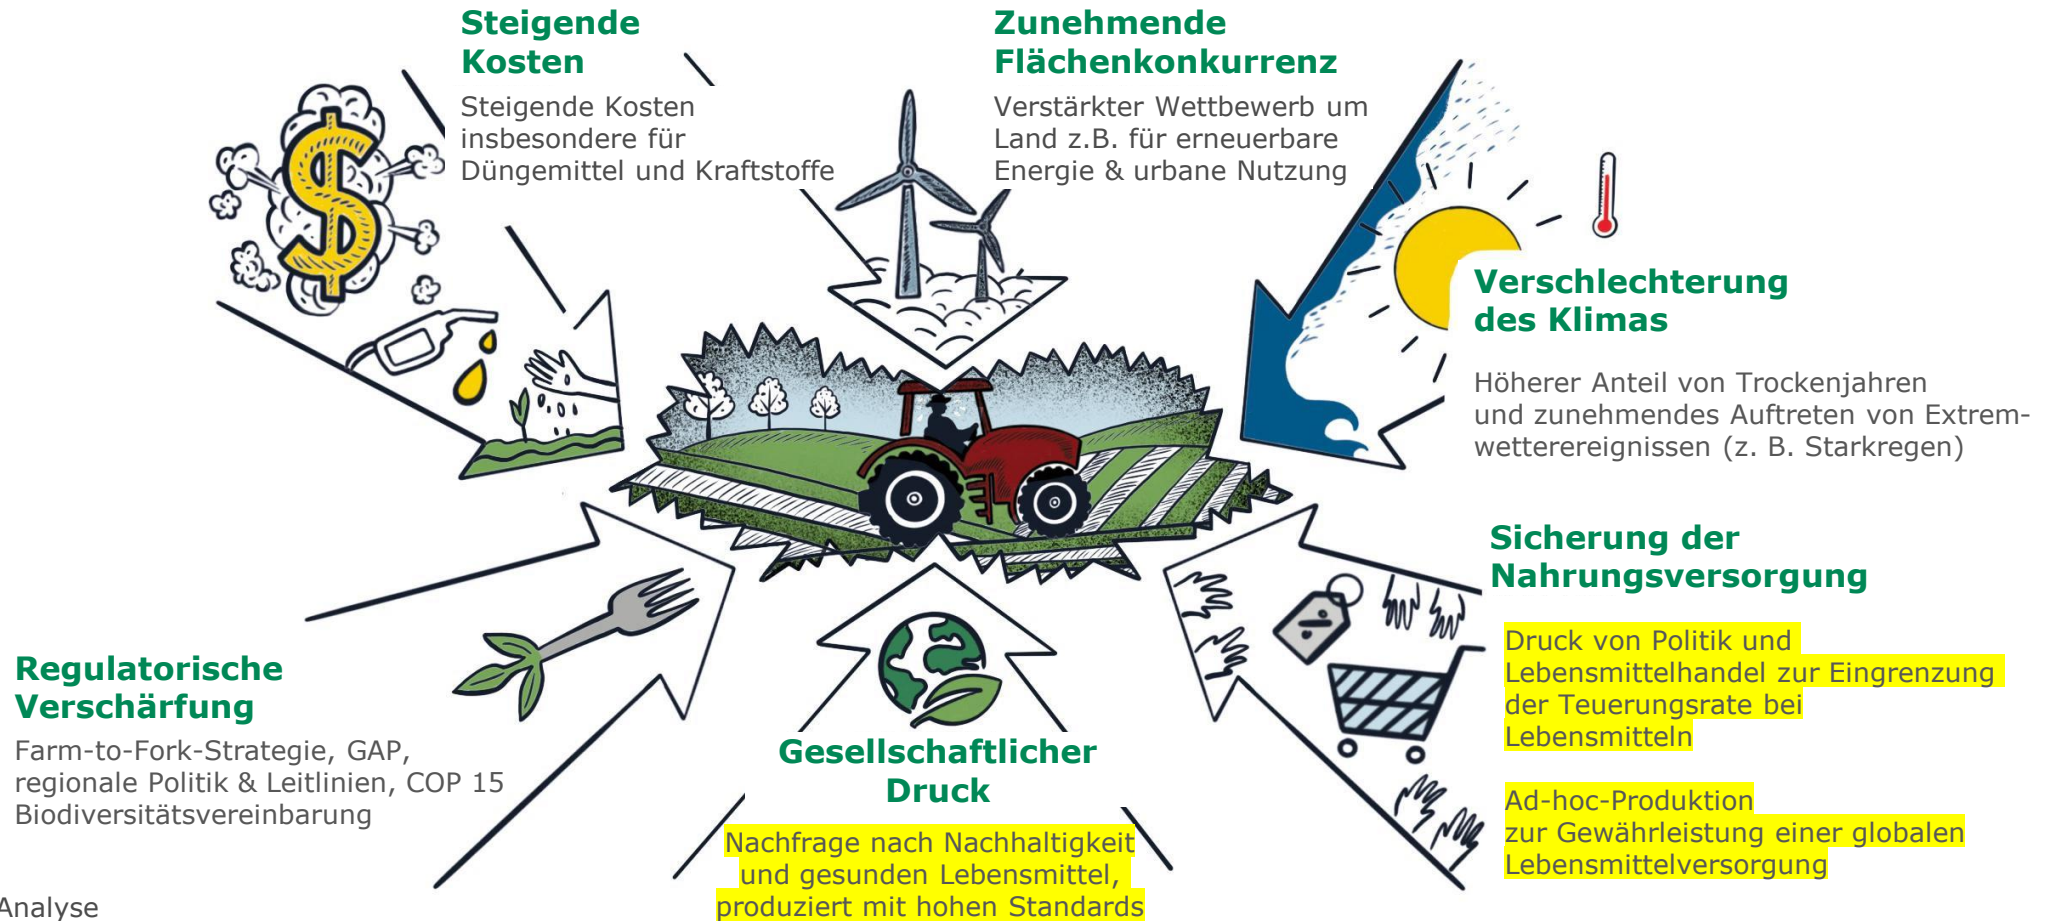 Steigende
Kosten
Steigende Kosten
insbesondere für
Düngemittel und Kraftstoffe
Zunehmende
Flächenkonkurrenz
Verstärkter Wettbewerb um
Land z.B. für erneuerbare
Energie & urbane Nutzung
Verschlechterung
des Klimas
Höherer Anteil von Trockenjahren
und zunehmendes Auftreten von Extrem-
wetterereignissen (z. B. Starkregen)
Sicherung der
Nahrungsversorgung
Druck von Politik und
Lebensmittelhandel zur Eingrenzung
der Teuerungsrate bei
Lebensmitteln
Ad-hoc-Produktion
zur Gewährleistung einer globalen
Lebensmittelversorgung
Regulatorische
Verschärfung
Farm-to-Fork-Strategie, GAP,
regionale Politik & Leitlinien, COP 15
Biodiversitätsvereinbarung
Gesellschaftlicher
Druck
Nachfrage nach Nachhaltigkeit
und gesunden Lebensmittel,
produziert mit hohen Standards
Analyse